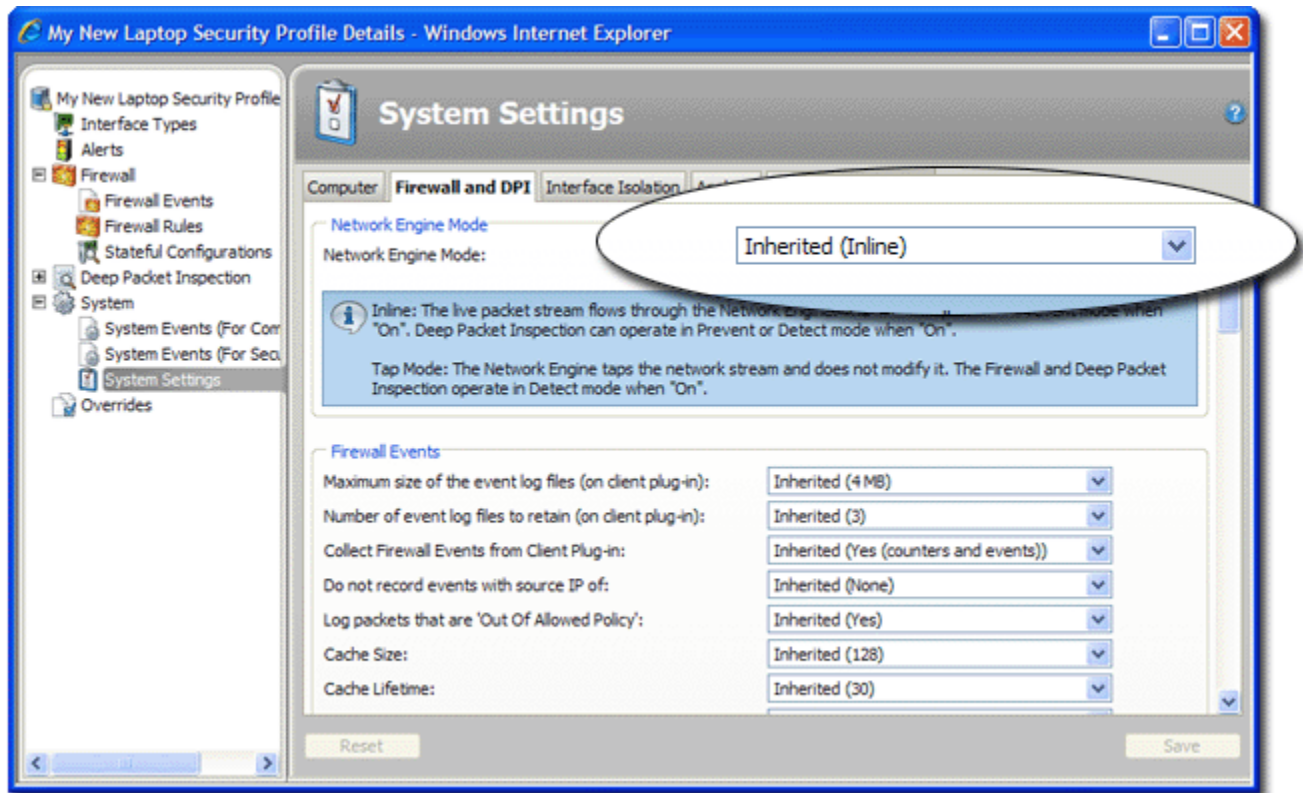 My New Laptop Security Profile Details - Windows Internet Explorer
My New Laptop Security Profile
Interface Types
Alerts
Firewall
Firewall Events
Firewall Rules
Stateful Configurations
Deep Packet Inspection
System
System Events (For Com
System Events (For Secu
System Settings
Overrides
System Settings
?
Computer
Firewall and DPI
Interface Isolation
Network Engine Mode
Network Engine Mode:
Inherited (Inline)
Inline: The live packet stream flows through the Network mode when
"On". Deep Packet Inspection can operate in Prevent or Detect mode when "On".
Tap Mode: The Network Engine taps the network stream and does not modify it. The Firewall and Deep Packet
Inspection operate in Detect mode when "On".
Firewall Events
Maximum size of the event log files (on client plug-in): Inherited (4 MB)
Number of event log files to retain (on client plug-in): Inherited (3)
Collect Firewall Events from Client Plug-in: Inherited (Yes (counters and events))
Do not record events with source IP of: Inherited (None)
Log packets that are 'Out Of Allowed Policy': Inherited (Yes)
Cache Size: Inherited (128)
Cache Lifetime: Inherited (30)
Reset
Save